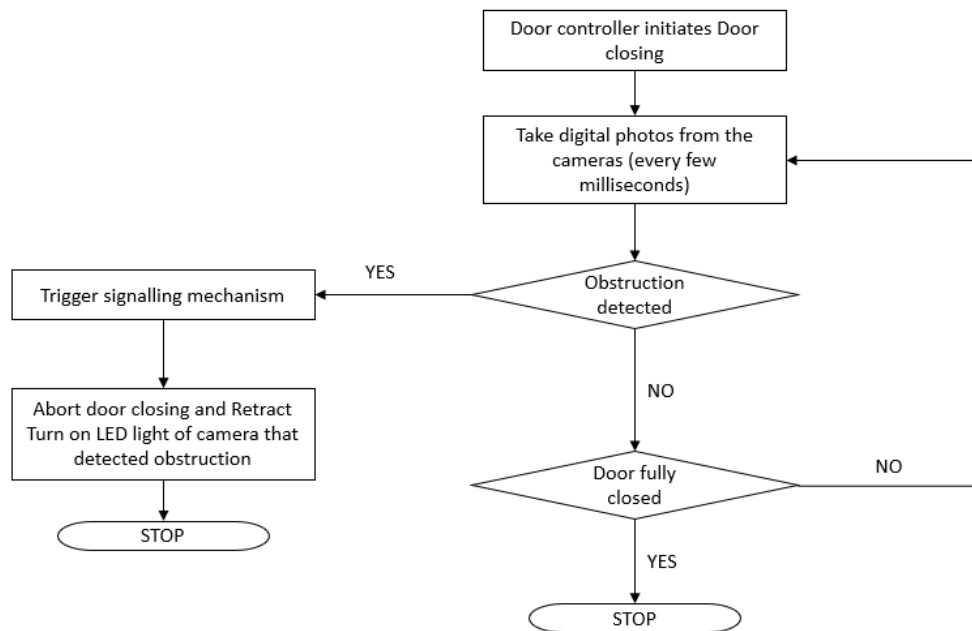 Door controller initiates Door
closing
Take digital photos from the
cameras (every few
milliseconds)
YES
Obstruction
detected
Trigger signalling mechanism
NO
Abort door closing and Retract
Turn on LED light of camera that
detected obstruction
Door fully
closed
NO
STOP
YES
STOP